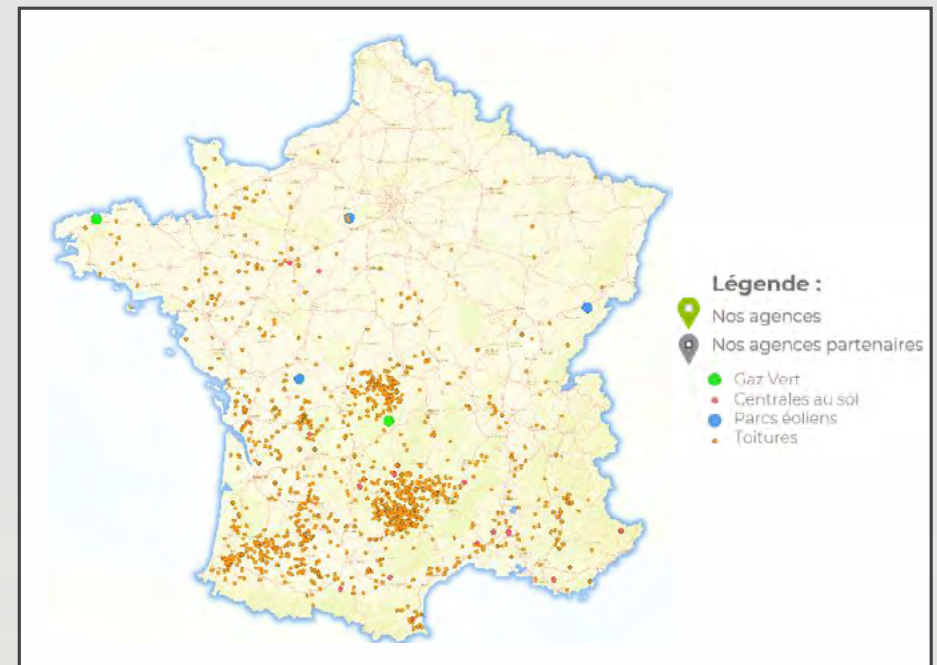 Légende :
Nos agences
Nos agences partenaires
Gaz Vert
Centrales au sol
Parcs éoliens
Toitures